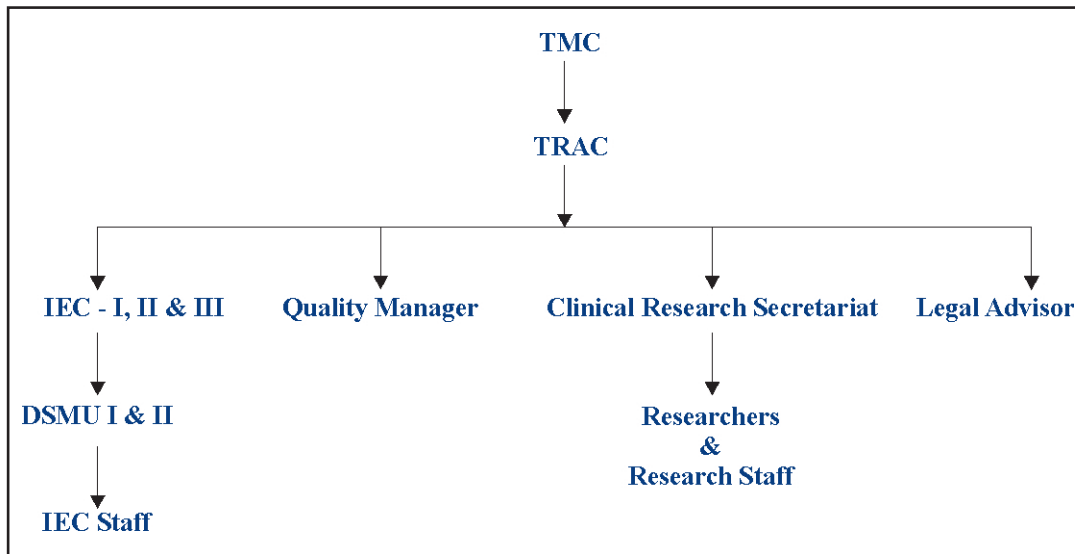 TMC
TRAC
IEC - I, II & III
Quality Manager
Clinical Research Secretariat
Legal Advisor
DSMU I & II
Researchers
&
Research Staff
IEC Staff